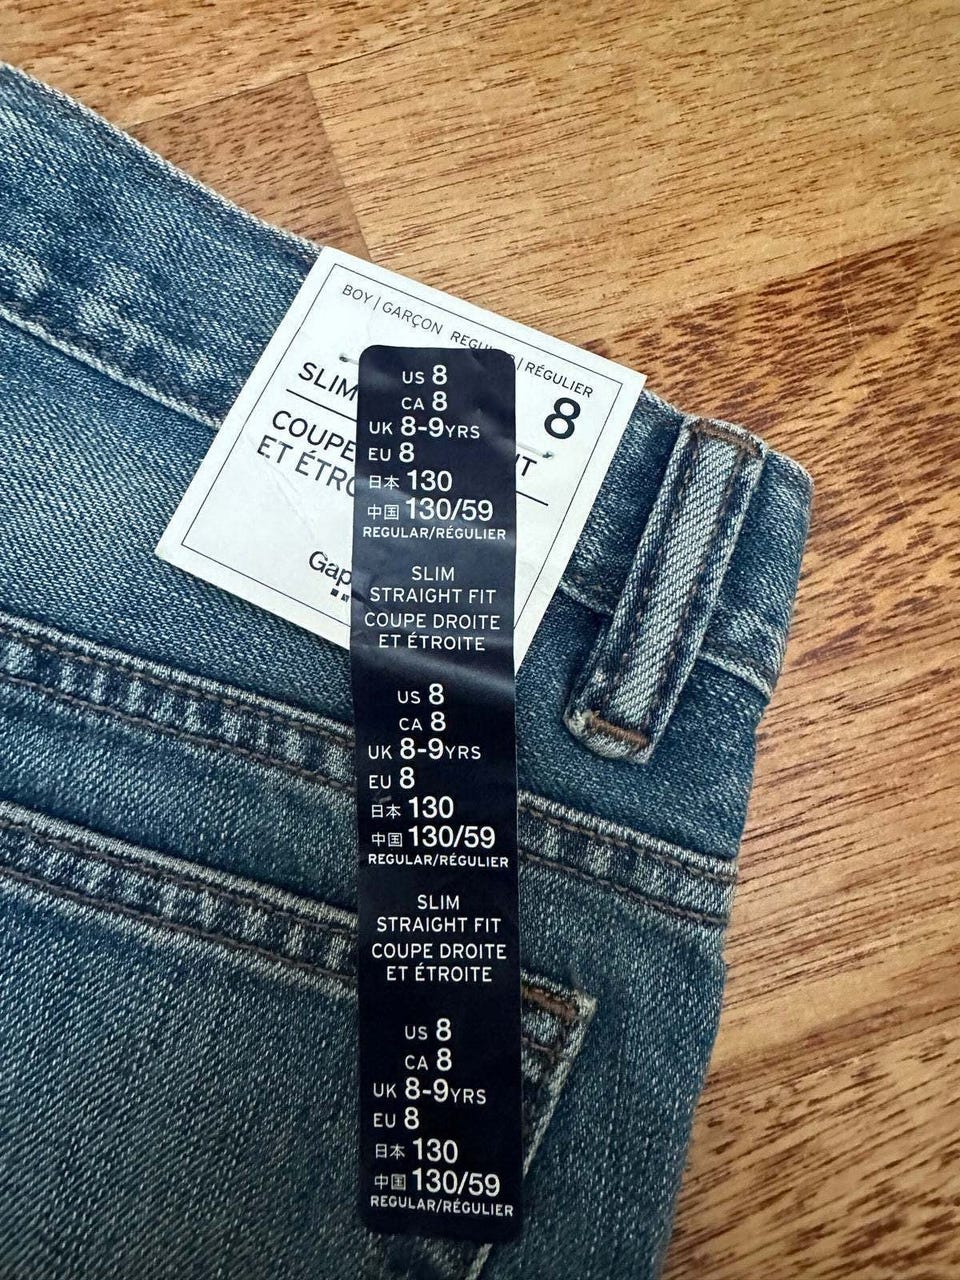 BOY | GARÇON REGUL | RÉGULIER
SLIM
8
COUPE
ET ÉTRO
Gap
US 8
CA 8
UK 8-9YRS
EU 8
日本 130
中国 130/59
REGULAR/RÉGULIER
SLIM
STRAIGHT FIT
COUPE DROITE
ET ÉTROITE
US 8
CA 8
UK 8-9YRS
EU 8
日本 130
中国 130/59
REGULAR/RÉGULIER
SLIM
STRAIGHT FIT
COUPE DROITE
ET ÉTROITE
US 8
CA 8
UK 8-9YRS
EU 8
日本 130
中国 130/59
REGULAR/RÉGULIER